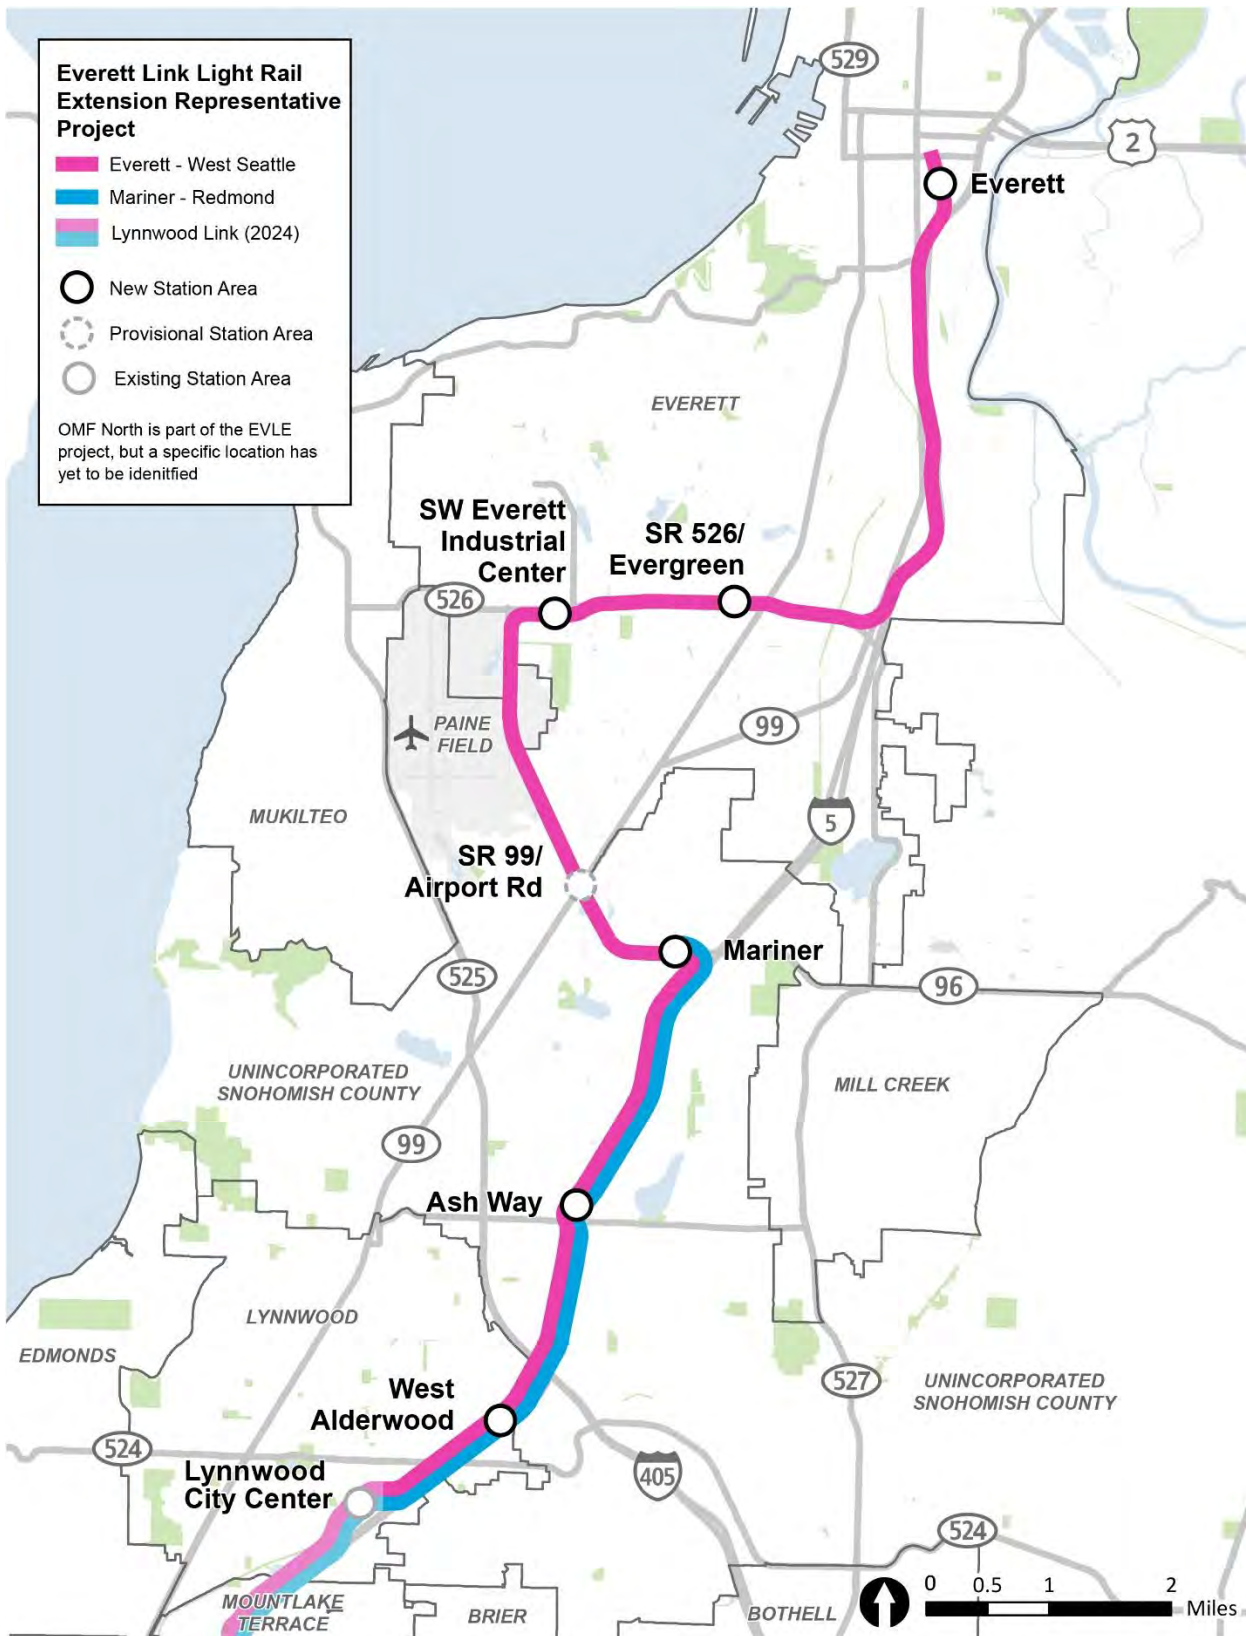 Everett Link Light Rail
Extension Representative
Project
Everett - West Seattle
Mariner - Redmond
Lynnwood Link (2024)
New Station Area
Provisional Station Area
Existing Station Area
OMF North is part of the EVLE
project, but a specific location has
yet to be idenitfied
529
2
Everett
EVERETT
SW Everett
Industrial
Center
SR 526/
Evergreen
526
PAINE
FIELD
99
MUKILTEO
5
SR 99/
Airport Rd
Mariner
525
96
UNINCORPORATED
SNOHOMISH COUNTY
MILL CREEK
99
Ash Way
LYNNWOOD
EDMONDS
527
UNINCORPORATED
SNOHOMISH COUNTY
West
Alderwood
524
Lynnwood
City Center
405
524
MOUNTLAKE
TERRACE
BRIER
BOTHELL
0 0.5 1 2
Miles